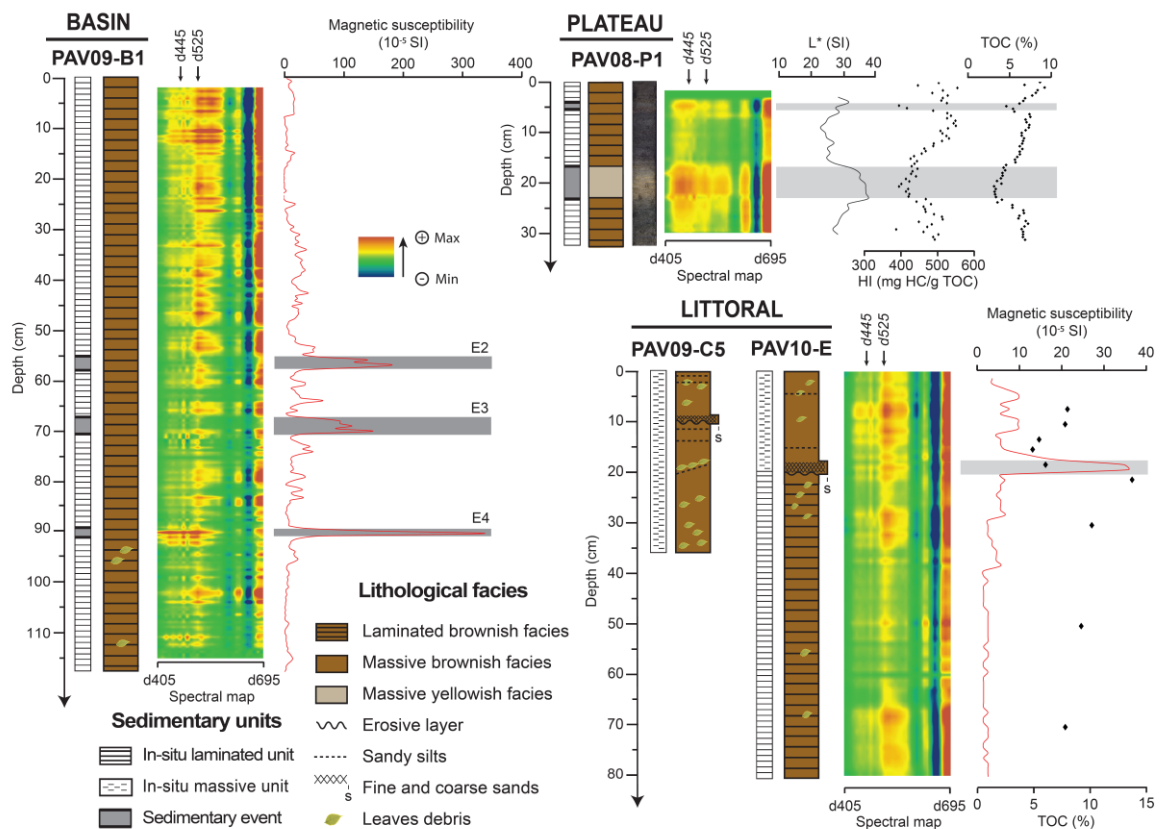 BASIN
PAV09-B1
d445
d525
Magnetic susceptibility
(10-5 SI)
0 100 200 300 400
0
10
20
30
40
50
60
70
80
90
100
110
Depth (cm)
E2
E3
E4
d405 d695
Spectral map
+ Max
- Min
PLATEAU
PAV08-P1
d445
d525
L* (SI)
10 20 30 40
TOC (%)
0 5 10
0
10
20
30
Depth (cm)
d405 d695
Spectral map
300 400 500 600
HI (mg HC/g TOC)
LITTORAL
PAV09-C5 PAV10-E
d445
d525
Magnetic susceptibility
(10-5 SI)
0 10 20 30 40
0
10
20
30
40
50
60
70
80
Depth (cm)
s
s
d405 d695
Spectral map
0 5 10 15
TOC (%)
Lithological facies
Laminated brownish facies
Massive brownish facies
Massive yellowish facies
Erosive layer
Sandy silts
Fine and coarse sands
s
Leaves debris
Sedimentary units
In-situ laminated unit
In-situ massive unit
Sedimentary event